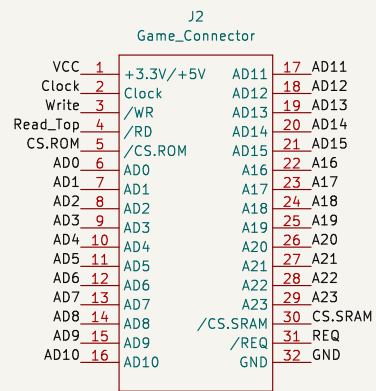 J2
Game_Connector
VCC 1 +3.3V/+5V AD11 17 AD11
Clock 2 Clock AD12 18 AD12
Write 3 /WR AD13 19 AD13
Read_Top 4 /RD AD14 20 AD14
CS.ROM 5 /CS.ROM AD15 21 AD15
AD0 6 AD0 A16 22 A16
AD1 7 AD1 A17 23 A17
AD2 8 AD2 A18 24 A18
AD3 9 AD3 A19 25 A19
AD4 10 AD4 A20 26 A20
AD5 11 AD5 A21 27 A21
AD6 12 AD6 A22 28 A22
AD7 13 AD7 A23 29 A23
AD8 14 AD8 /CS.SRAM 30 CS.SRAM
AD9 15 AD9 /REQ 31 REQ
AD10 16 AD10 GND 32 GND